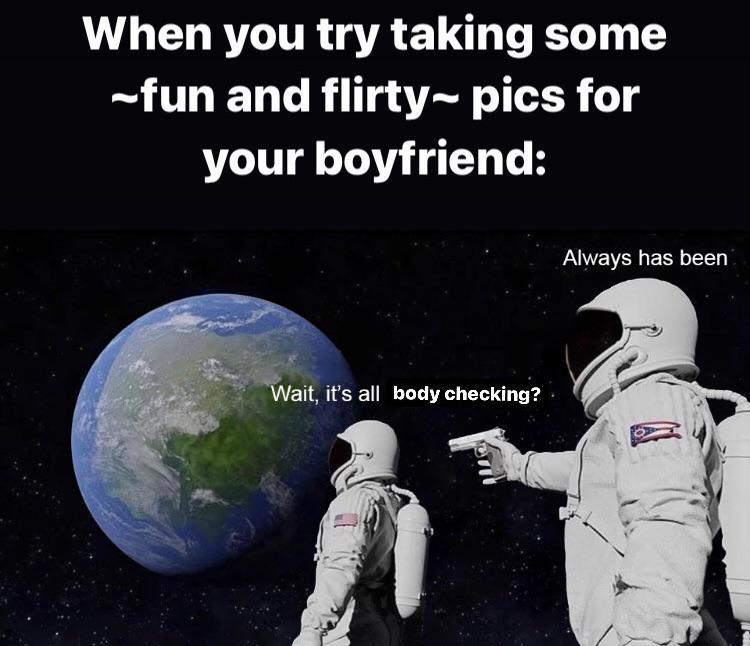 When you try taking some
~fun and flirty~ pics for
your boyfriend:
Always has been
Wait, it’s all body checking?